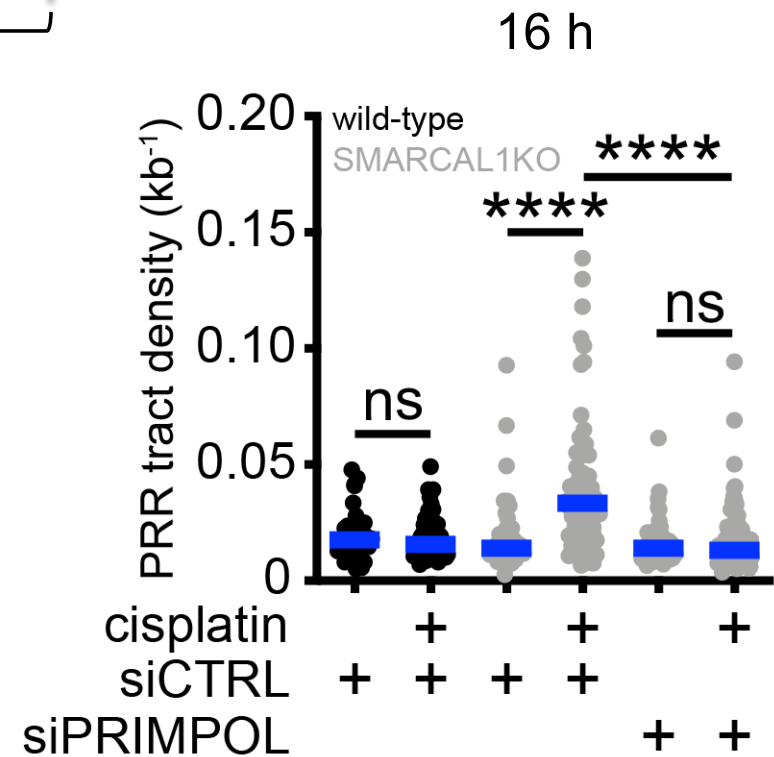 16 h
PRR tract density (kb-1)
0.20
0.15
0.10
0.05
0
wild-type
SMARCAL1KO
****
****
ns
ns
cisplatin + + +
siCTRL + + + +
siPRIMPOL + +